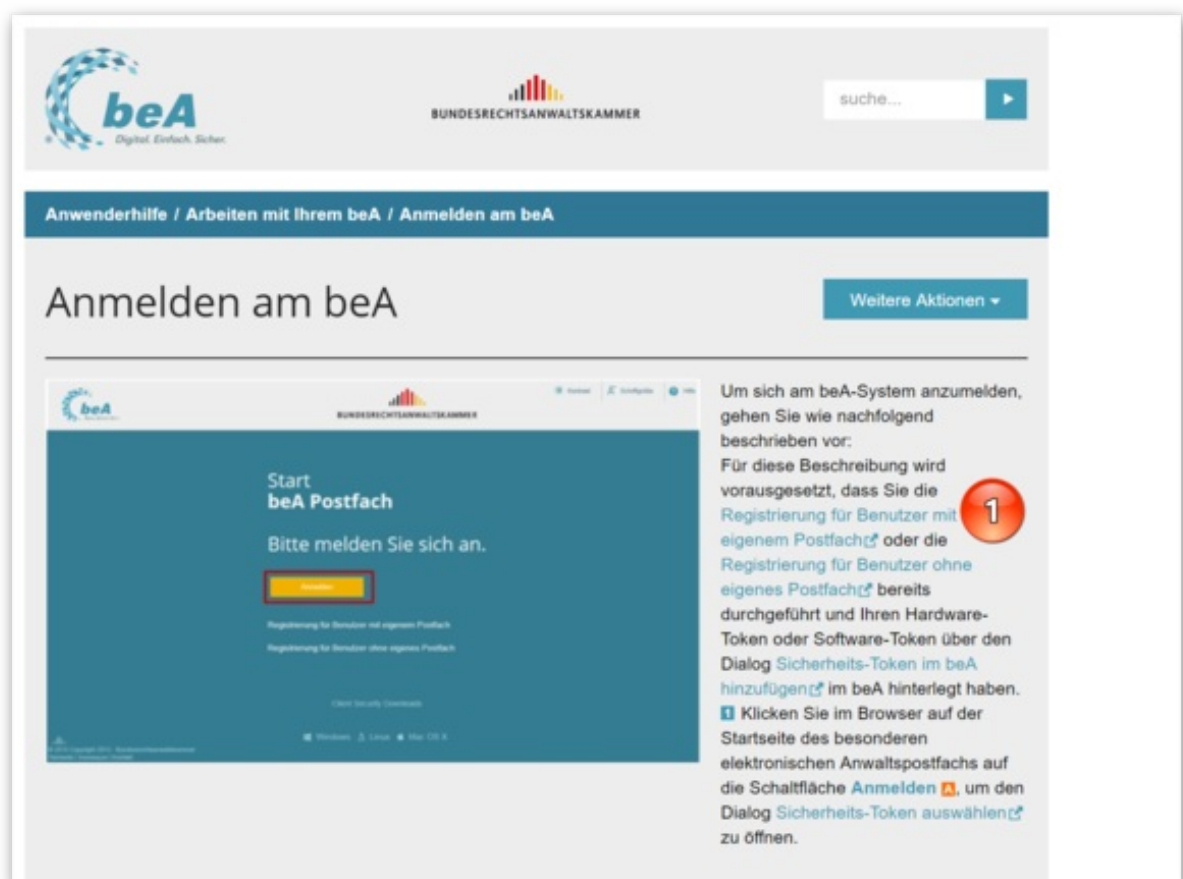 beA
Digital. Einfach. Sicher.
BUNDESRECHTSANWALTSKAMMER
suche...
Anwenderhilfe / Arbeiten mit Ihrem beA / Anmelden am beA
Anmelden am beA
Weitere Aktionen
beA
BUNDESRECHTSANWALTSKAMMER
Kontrast
Schriftgröße
Hilfe
Start
beA Postfach
Bitte melden Sie sich an.
Anmelden
Registrierung für Benutzer mit eigenem Postfach
Registrierung für Benutzer ohne eigenes Postfach
Client Security Downloads
Windows Linux Mac OS X
Um sich am beA-System anzumelden,
gehen Sie wie nachfolgend
beschrieben vor:
Für diese Beschreibung wird
vorausgesetzt, dass Sie die
Registrierung für Benutzer mit
eigenem Postfach oder die
Registrierung für Benutzer ohne
eigenes Postfach bereits
durchgeführt und Ihren Hardware-
Token oder Software-Token über den
Dialog Sicherheits-Token im beA
hinzufügen im beA hinterlegt haben.
1 Klicken Sie im Browser auf der
Startseite des besonderen
elektronischen Anwaltspostfachs auf
die Schaltfläche Anmelden A, um den
Dialog Sicherheits-Token auswählen
zu öffnen.
1